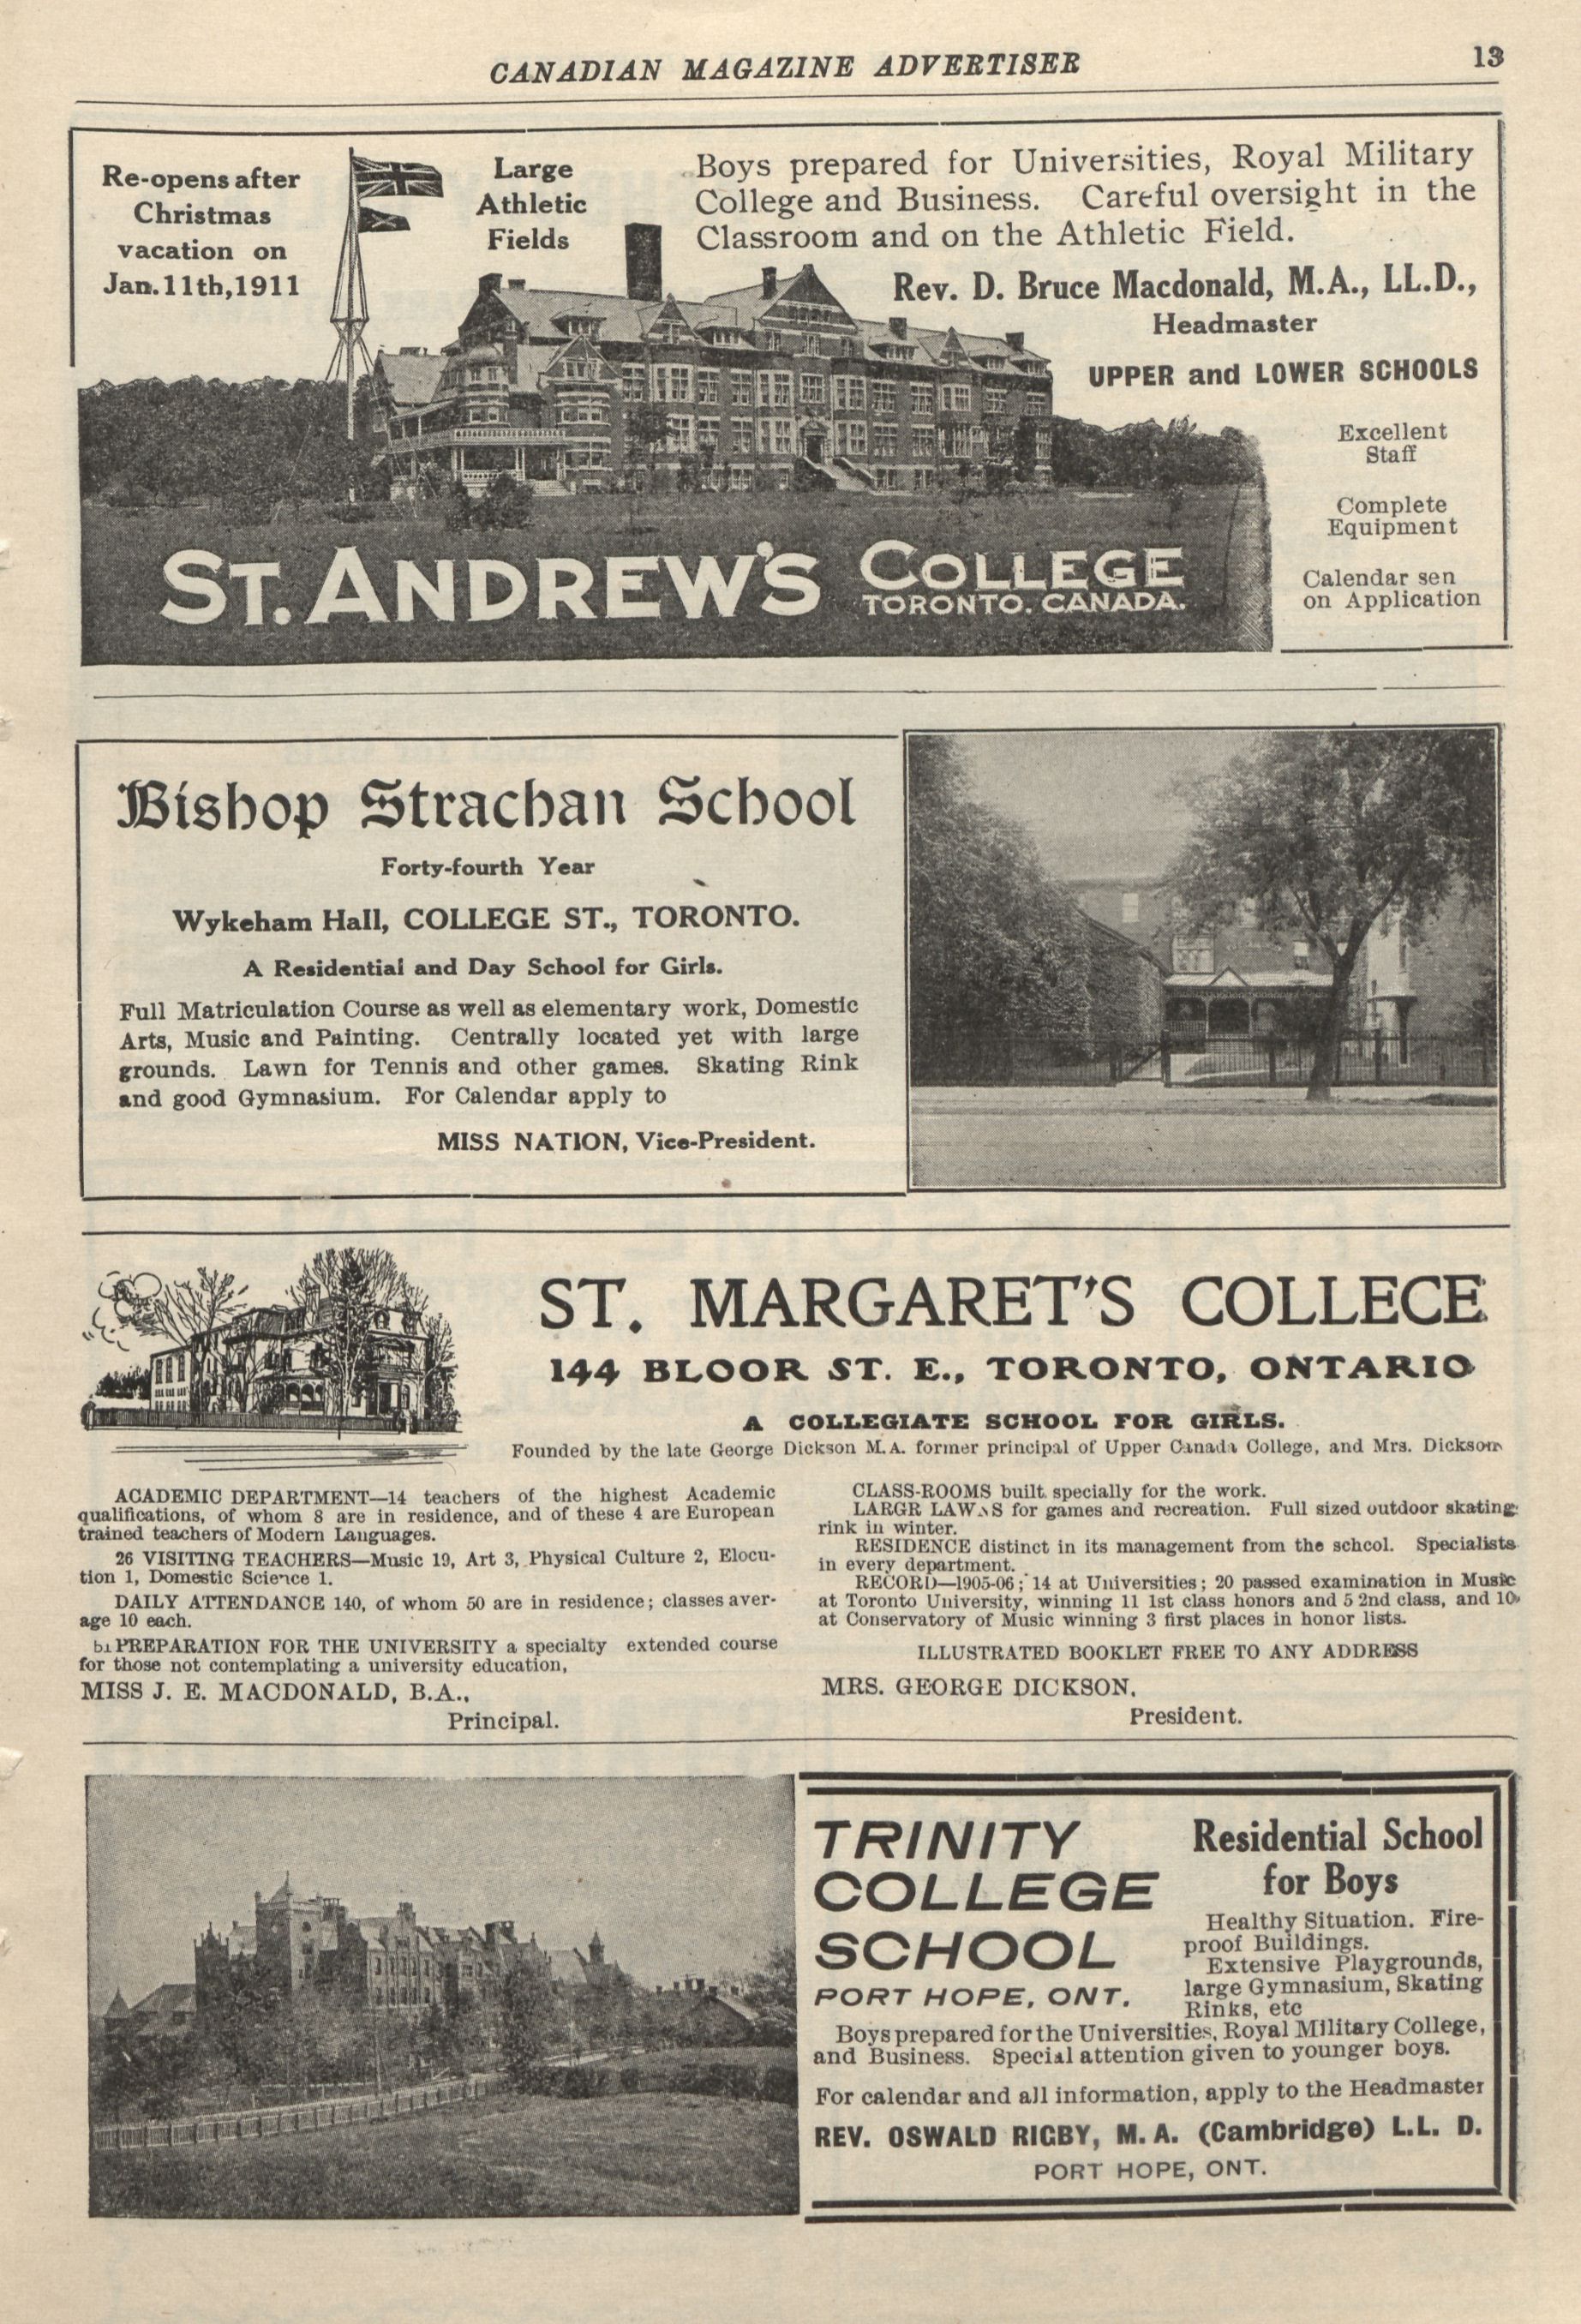 CANADIAN MAGAZINE ADVERTISER
13
Re-opens after
Christmas
vacation on
Jan. 11th, 1911
Large
Athletic
Fields
Boys prepared for Universities, Royal Military
College and Business. Careful oversight in the
Classroom and on the Athletic Field.
Rev. D. Bruce Macdonald, M.A., LL.D.,
Headmaster
UPPER and LOWER SCHOOLS
Excellent
Staff
Complete
Equipment
Calendar sen
on Application
ST. ANDREW'S COLLEGE
TORONTO. CANADA.
Bishop Strachan School
Forty-fourth Year
Wykeham Hall, COLLEGE ST., TORONTO.
A Residential and Day School for Girls.
Full Matriculation Course as well as elementary work, Domestic
Arts, Music and Painting. Centrally located yet with large
grounds. Lawn for Tennis and other games. Skating Rink
and good Gymnasium. For Calendar apply to
MISS NATION, Vice-President.
ST. MARGARET'S COLLECE
144 BLOOR ST. E., TORONTO, ONTARIO
A COLLEGIATE SCHOOL FOR GIRLS.
Founded by the late George Dickson M.A. former principal of Upper Canada College, and Mrs. Dickson
ACADEMIC DEPARTMENT—14 teachers of the highest Academic
qualifications, of whom 8 are in residence, and of these 4 are European
trained teachers of Modern Languages.
26 VISITING TEACHERS—Music 19, Art 3, Physical Culture 2, Elocu-
tion 1, Domestic Science 1.
DAILY ATTENDANCE 140, of whom 50 are in residence; classes aver-
age 10 each.
PREPARATION FOR THE UNIVERSITY a specialty extended course
for those not contemplating a university education,
MISS J. E. MACDONALD, B.A.,
Principal.
CLASS-ROOMS built specially for the work.
LARGR LAWNS for games and recreation. Full sized outdoor skating
rink in winter.
RESIDENCE distinct in its management from the school. Specialists
in every department.
RECORD—1905-06; 14 at Universities; 20 passed examination in Music
at Toronto University, winning 11 1st class honors and 5 2nd class, and 10
at Conservatory of Music winning 3 first places in honor lists.
ILLUSTRATED BOOKLET FREE TO ANY ADDRESS
MRS. GEORGE DICKSON,
President.
TRINITY
COLLEGE
SCHOOL
PORT HOPE, ONT.
Residential School
for Boys
Healthy Situation. Fire-
proof Buildings.
Extensive Playgrounds,
large Gymnasium, Skating
Rinks, etc
Boys prepared for the Universities, Royal Military College,
and Business. Special attention given to younger boys.
For calendar and all information, apply to the Headmaster
REV. OSWALD RIGBY, M. A. (Cambridge) L.L. D.
PORT HOPE, ONT.